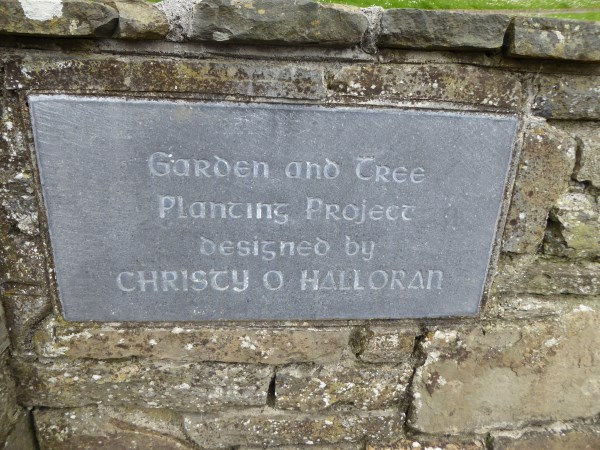 Garden and Tree
Planting Project
designed by
CHRISTY O HALLORAN